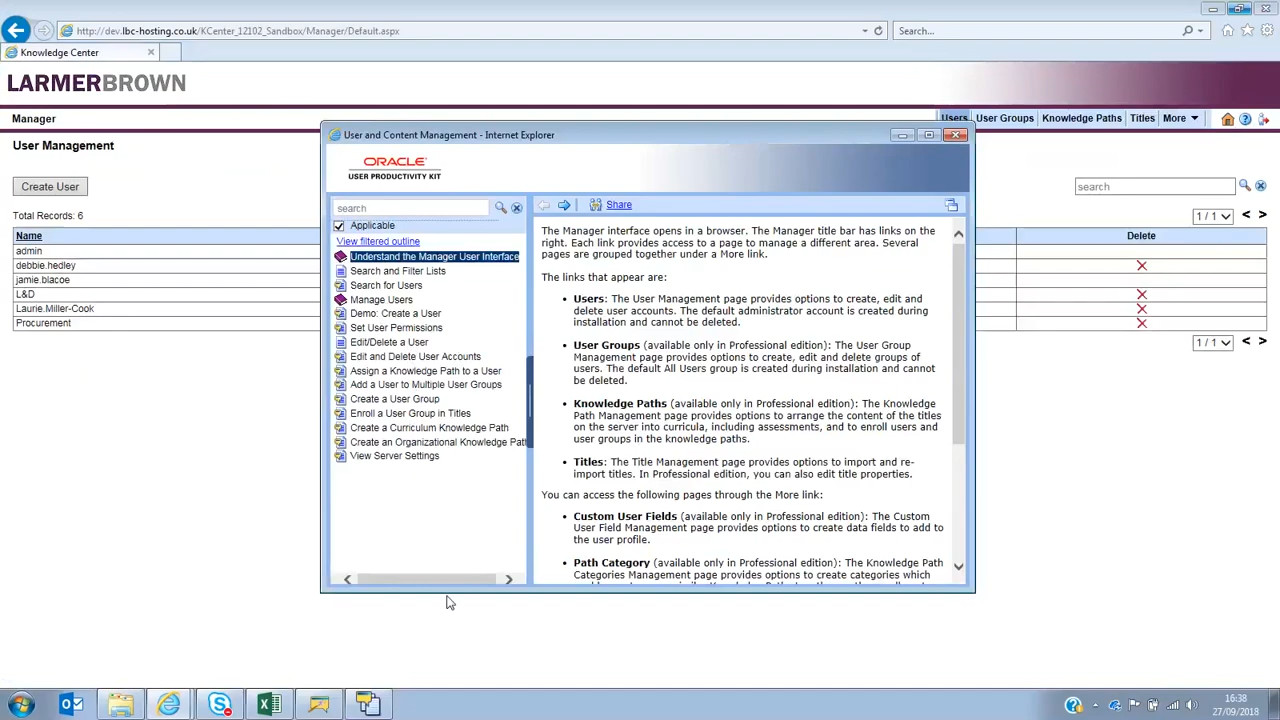 http://dev.lbc-hosting.co.uk/KCenter_12102_Sandbox/Manager/Default.aspx
Search...
Knowledge Center
LARMERBROWN
Manager
Users User Groups Knowledge Paths Titles More
User Management
Create User
search
Total Records: 6
1 / 1
Name
Delete
admin
debbie.hedley
jamie.blacoe
L&D
Laurie.Miller-Cook
Procurement
1 / 1
User and Content Management - Internet Explorer
ORACLE
USER PRODUCTIVITY KIT
search
Applicable
View filtered outline
Understand the Manager User Interface
Search and Filter Lists
Search for Users
Manage Users
Demo: Create a User
Set User Permissions
Edit/Delete a User
Edit and Delete User Accounts
Assign a Knowledge Path to a User
Add a User to Multiple User Groups
Create a User Group
Enroll a User Group in Titles
Create a Curriculum Knowledge Path
Create an Organizational Knowledge Pat
View Server Settings
Share
The Manager interface opens in a browser. The Manager title bar has links on the
right. Each link provides access to a page to manage a different area. Several
pages are grouped together under a More link.
The links that appear are:
• Users: The User Management page provides options to create, edit and
delete user accounts. The default administrator account is created during
installation and cannot be deleted.
• User Groups (available only in Professional edition): The User Group
Management page provides options to create, edit and delete groups of
users. The default All Users group is created during installation and cannot
be deleted.
• Knowledge Paths (available only in Professional edition): The Knowledge
Path Management page provides options to arrange the content of the titles
on the server into curricula, including assessments, and to enroll users and
user groups in the knowledge paths.
• Titles: The Title Management page provides options to import and re-
import titles. In Professional edition, you can also edit title properties.
You can access the following pages through the More link:
• Custom User Fields (available only in Professional edition): The Custom
User Field Management page provides options to create data fields to add to
the user profile.
• Path Category (available only in Professional edition): The Knowledge Path
Categories Management page provides options to create categories which
16:38
27/09/2018